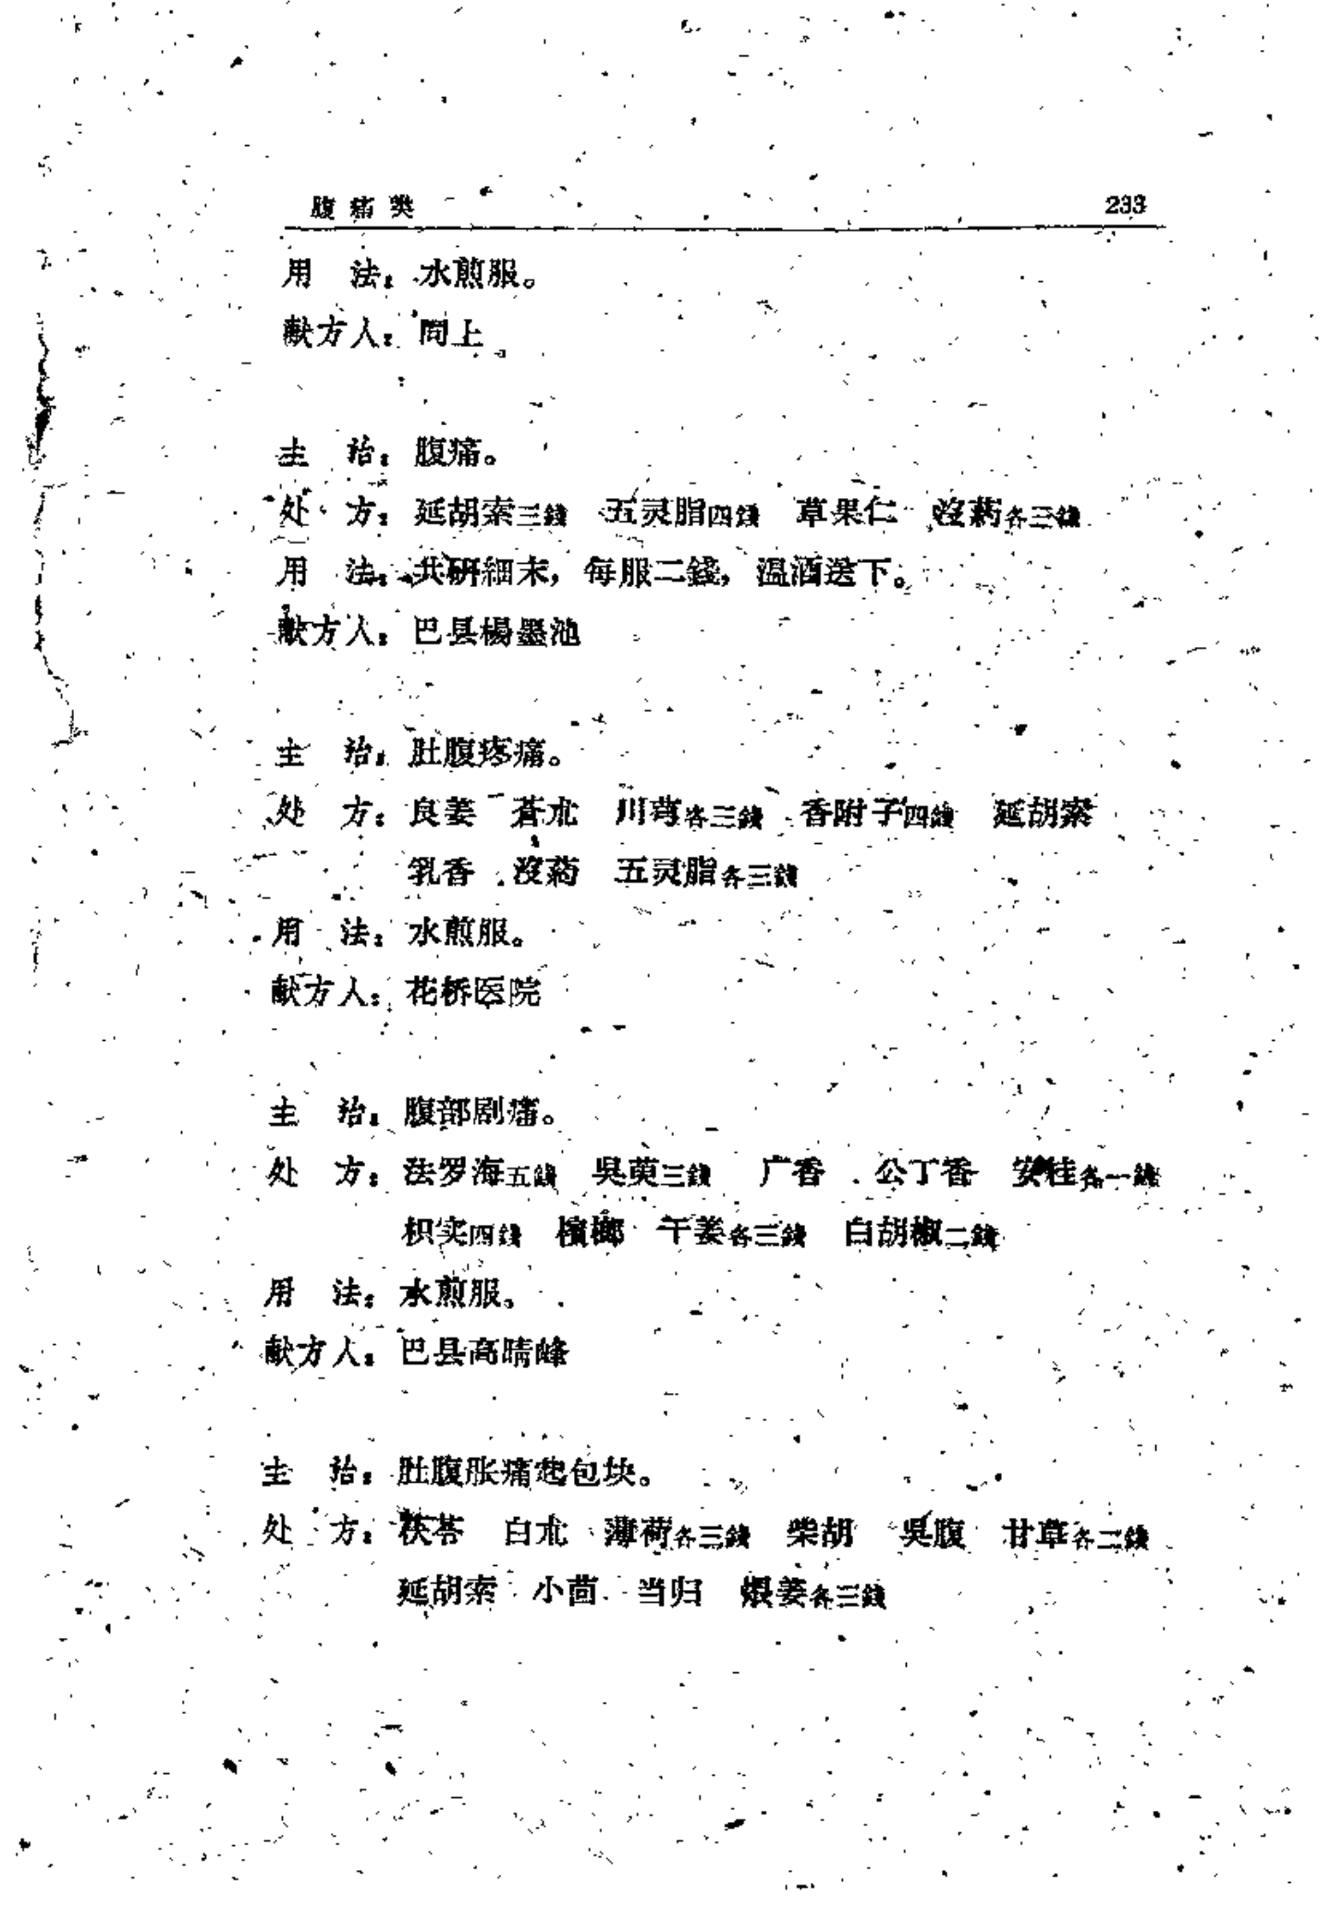 腹痛类 233
用 法：水煎服。
献方人：同上
主 治：腹痛。
处 方：延胡索三錢 五灵脂四錢 草果仁 沒葯各三錢
用 法：共研細末，每服二錢，溫酒送下。
献方人：巴县楊墨池
主 治：肚腹疼痛。
处 方：良姜 蒼朮 川芎各三錢 香附子四錢 延胡索
乳香 沒葯 五灵脂各三錢
用 法：水煎服。
献方人：花桥医院
主 治：腹部剧痛。
处 方：法罗海五錢 吳萸三錢 广香 公丁香 安桂各一錢
枳实四錢 檳榔 干姜各三錢 白胡椒二錢
用 法：水煎服。
献方人：巴县高晴峰
主 治：肚腹胀痛起包块。
处 方：茯苓 白朮 薄荷各三錢 柴胡 吳腹 甘草各二錢
延胡索 小茴 当归 煨姜各三錢